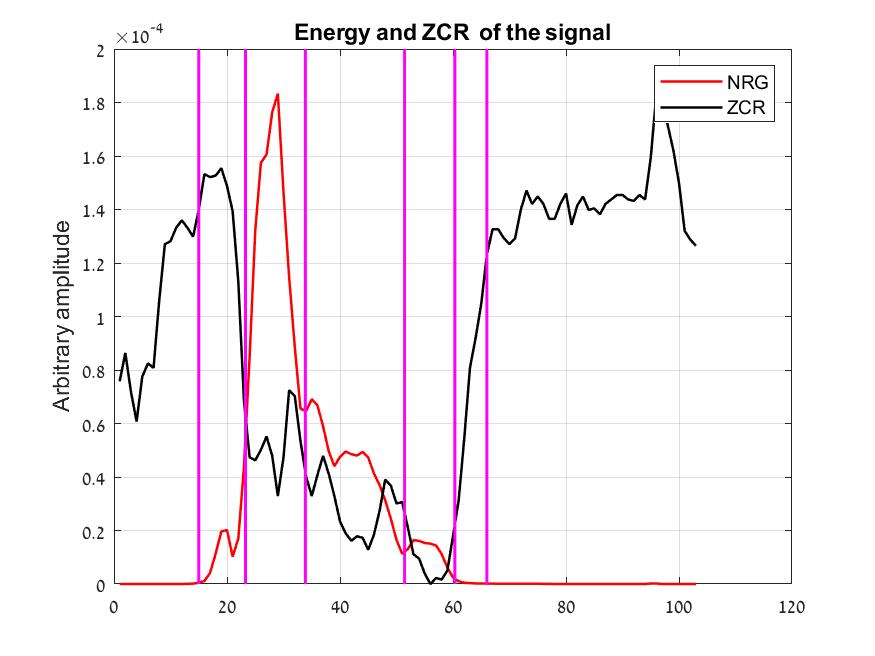 Energy and ZCR of the signal
×10⁻⁴
NRG
ZCR
Arbitrary amplitude
2
1.8
1.6
1.4
1.2
1
0.8
0.6
0.4
0.2
0
0 20 40 60 80 100 120